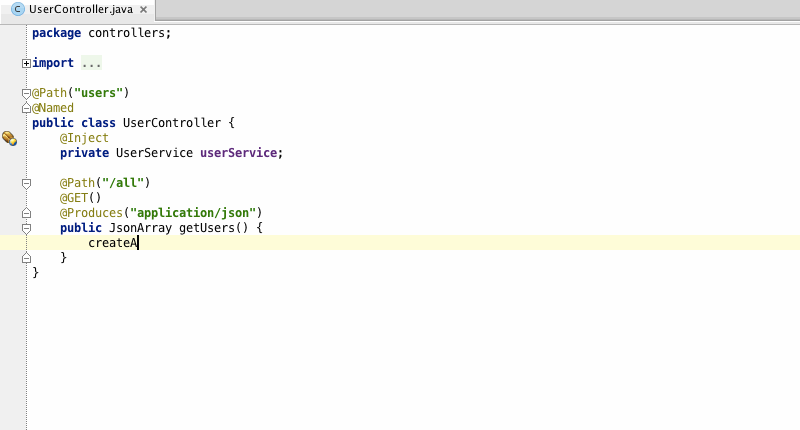 UserController.java
package controllers;
import ...
@Path("users")
@Named
public class UserController {
@Inject
private UserService userService;
@Path("/all")
@GET()
@Produces("application/json")
public JsonArray getUsers() {
createA
}
}